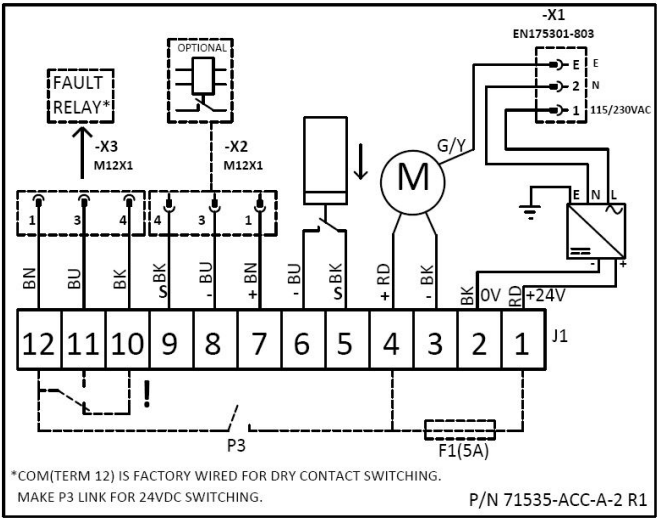 -X1
EN175301-803
OPTIONAL
E E
2 N
1 115/230VAC
FAULT
RELAY*
-X3
M12X1
-X2
M12X1
G/Y
M
1 3 4
4 3 1
E N L
- +
BN BU BK BK S BU - BN + BU - BK S RD + BK - BK 0V RD +24V
12 11 10 9 8 7 6 5 4 3 2 1 J1
!
P3
F1(5A)
*COM(TERM 12) IS FACTORY WIRED FOR DRY CONTACT SWITCHING.
MAKE P3 LINK FOR 24VDC SWITCHING.
P/N 71535-ACC-A-2 R1